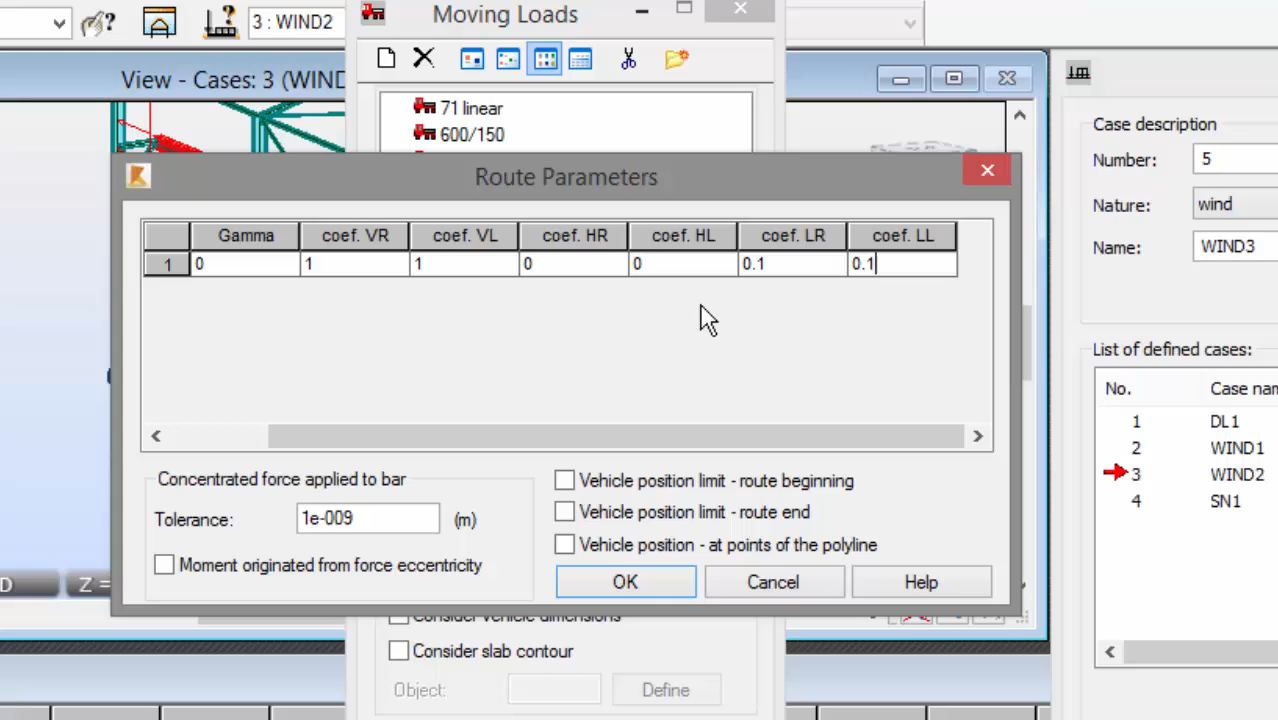 Moving Loads
3 : WIND2
View - Cases: 3 (WIND
71 linear
600/150
Route Parameters
Gamma coef. VR coef. VL coef. HR coef. HL coef. LR coef. LL
1 0 1 1 0 0 0.1 0.1
Concentrated force applied to bar
Tolerance: 1e-009 (m)
Moment originated from force eccentricity
Vehicle position limit - route beginning
Vehicle position limit - route end
Vehicle position - at points of the polyline
OK Cancel Help
D Z =
Consider vehicle dimensions
Consider slab contour
Object: Define
Case description
Number: 5
Nature: wind
Name: WIND3
List of defined cases:
No. Case nam
1 DL1
2 WIND1
3 WIND2
4 SN1